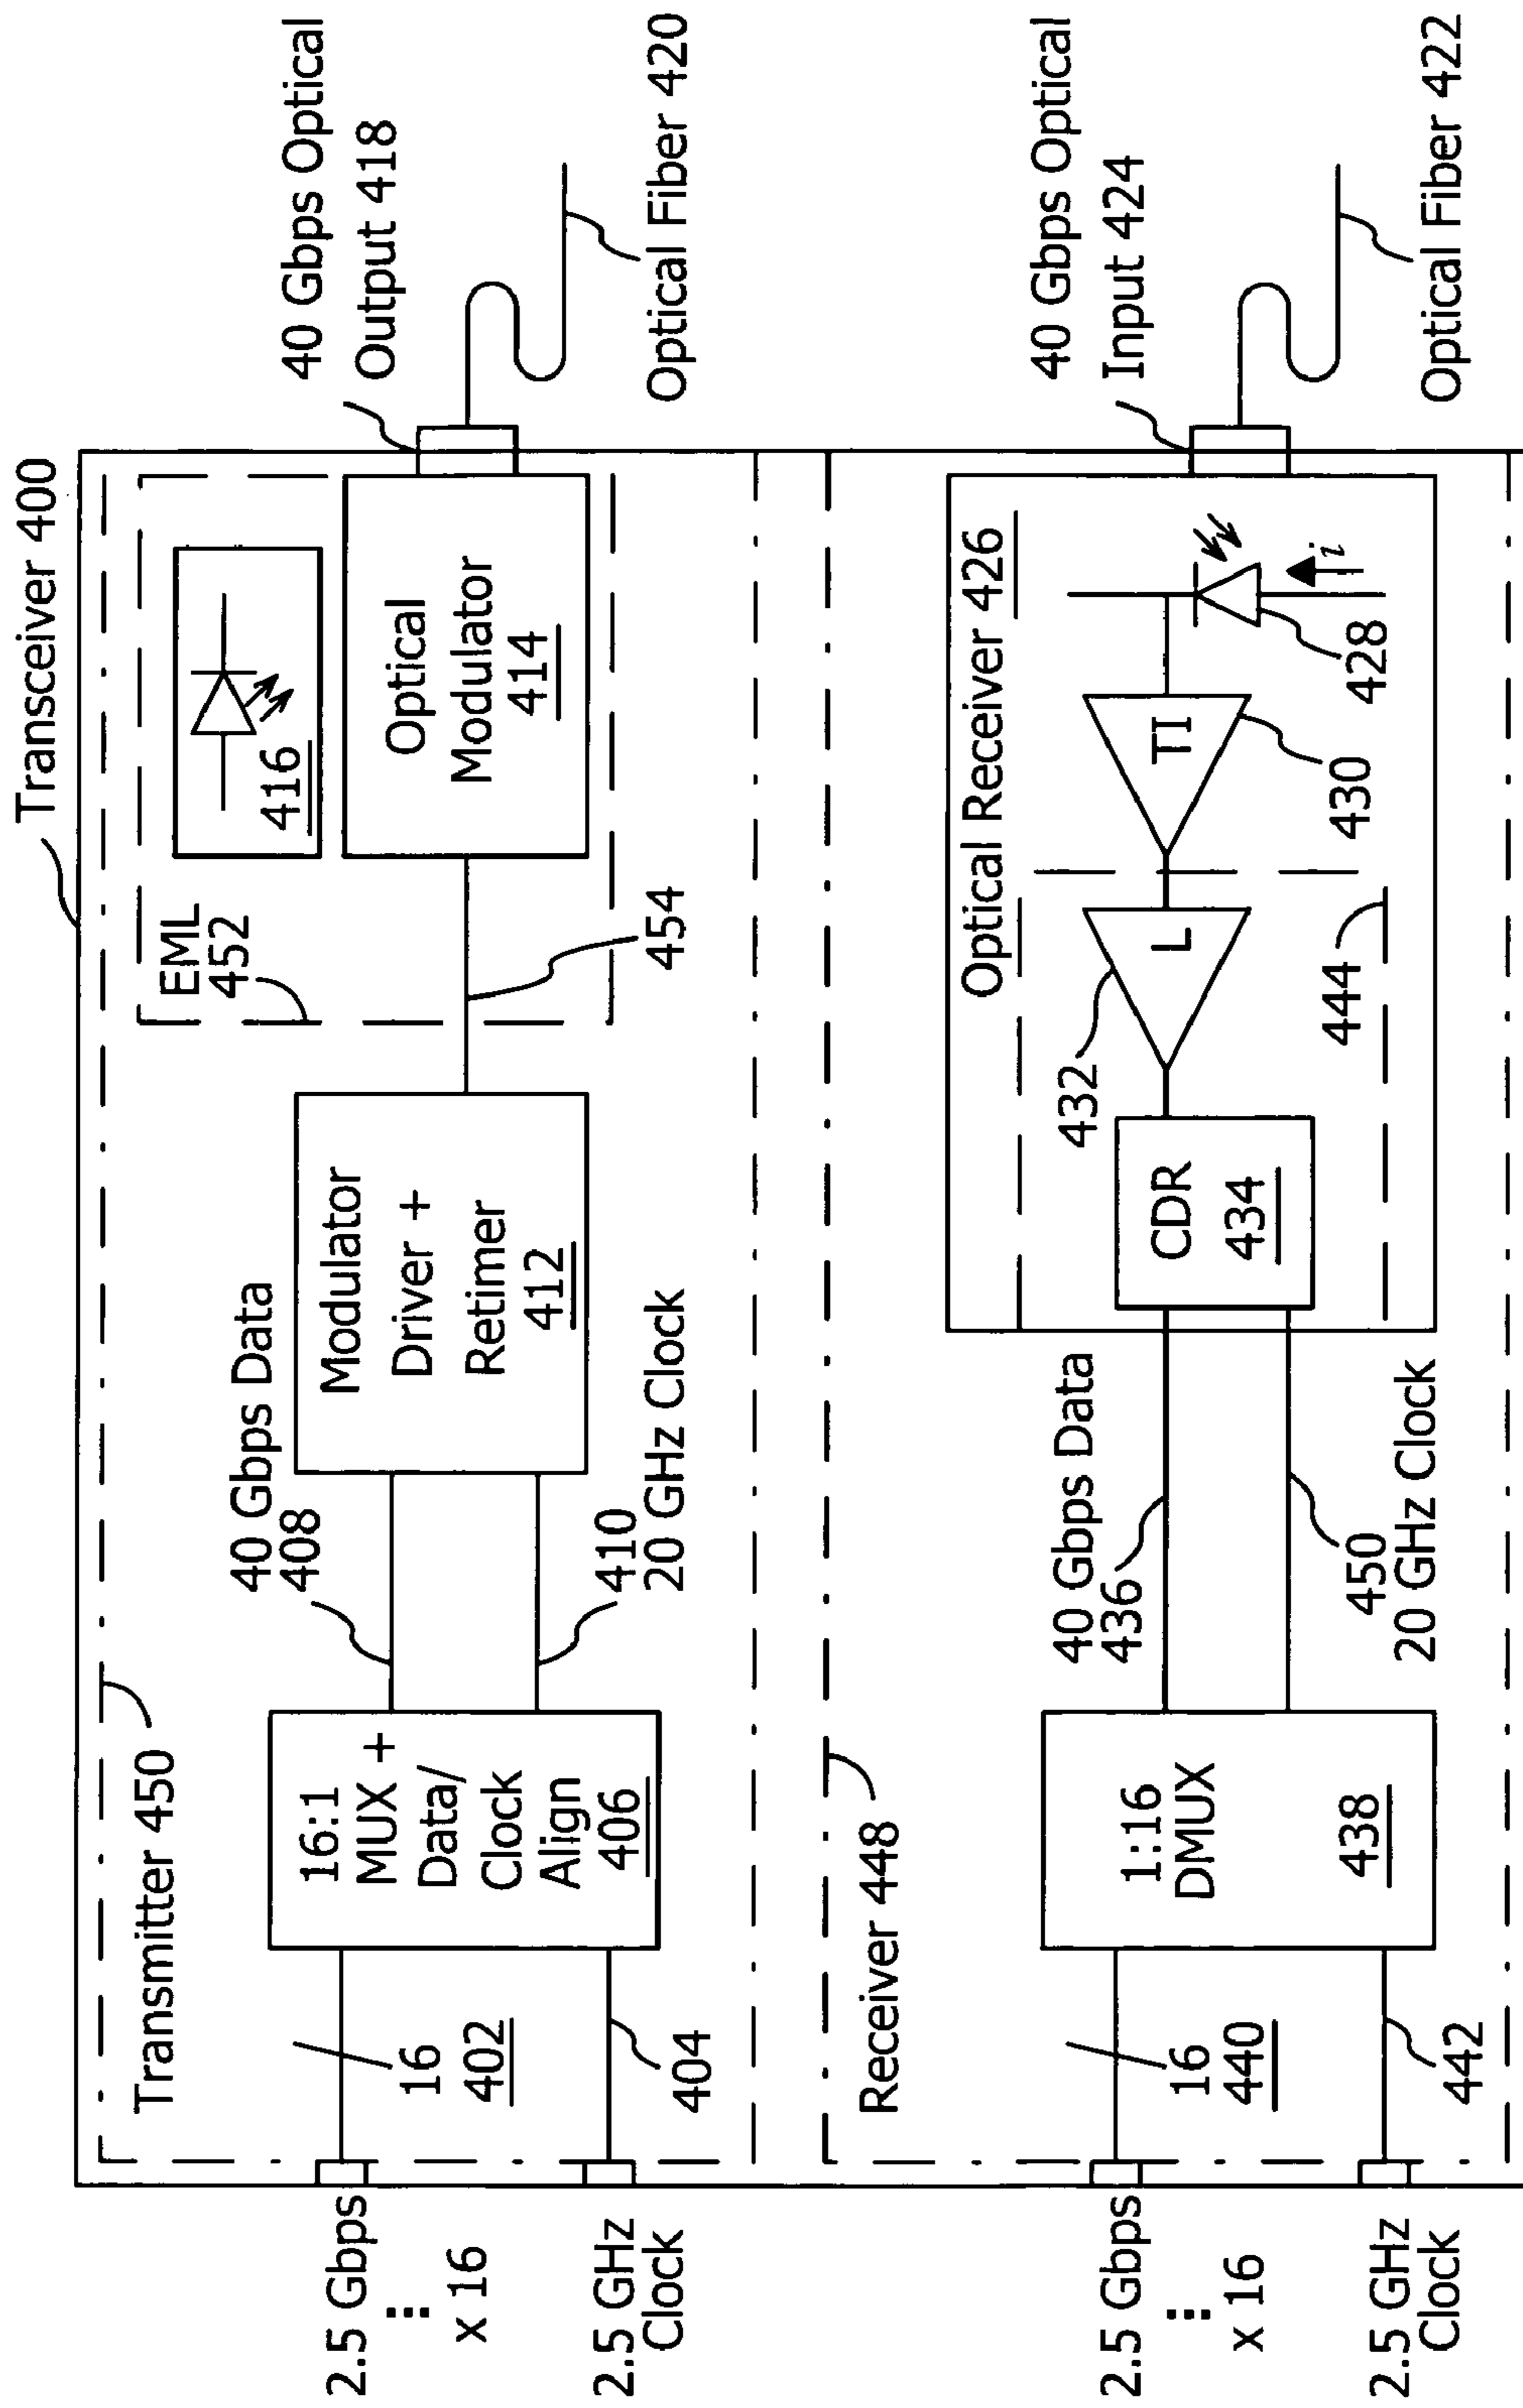 Transceiver 400
Transmitter 450
2.5 Gbps
⋮
x 16
2.5 GHz
Clock
16
402
404
16:1
MUX +
Data/
Clock
Align
406
40 Gbps Data
408
410
20 GHz Clock
Modulator
Driver +
Retimer
412
454
EML
452
416
Optical
Modulator
414
40 Gbps Optical
Output 418
Optical Fiber 420
Receiver 448
2.5 Gbps
⋮
x 16
2.5 GHz
Clock
16
440
442
1:16
DMUX
438
40 Gbps Data
436
450
20 GHz Clock
Optical Receiver 426
CDR
434
432
L
444
TI
430
428
i
40 Gbps Optical
Input 424
Optical Fiber 422